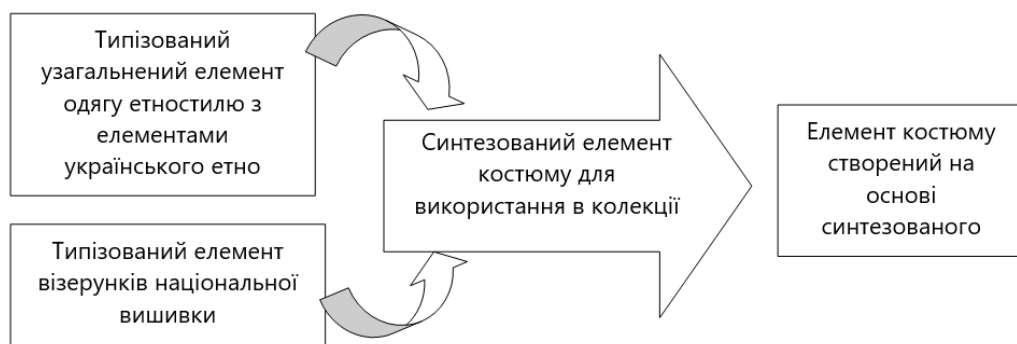 Типізований
узагальнений елемент
одягу етностилю з
елементами
українського етно
Типізований елемент
візерунків національної
вишивки
Синтезований елемент
костюму для
використання в колекції
Елемент костюму
створений на
основі
синтезованого